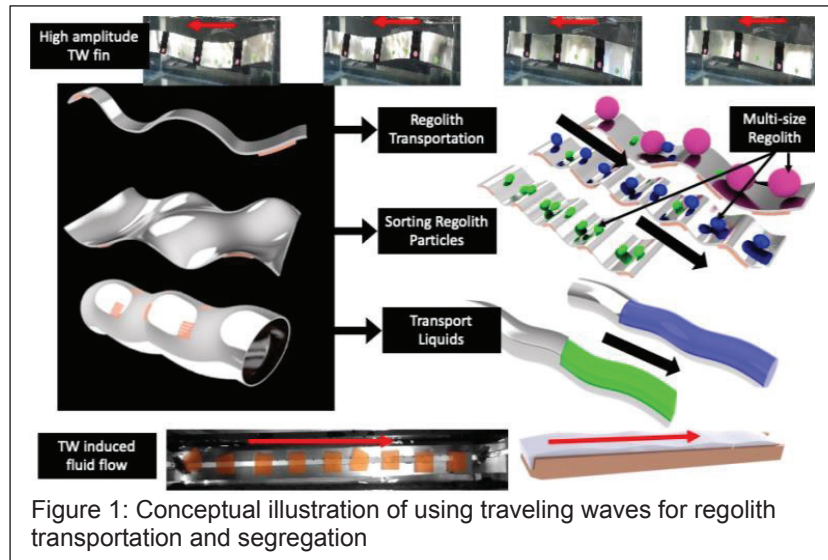 High amplitude
TW fin
Regolith
Transportation
Multi-size
Regolith
Sorting Regolith
Particles
Transport
Liquids
TW induced
fluid flow
Figure 1: Conceptual illustration of using traveling waves for regolith
transportation and segregation